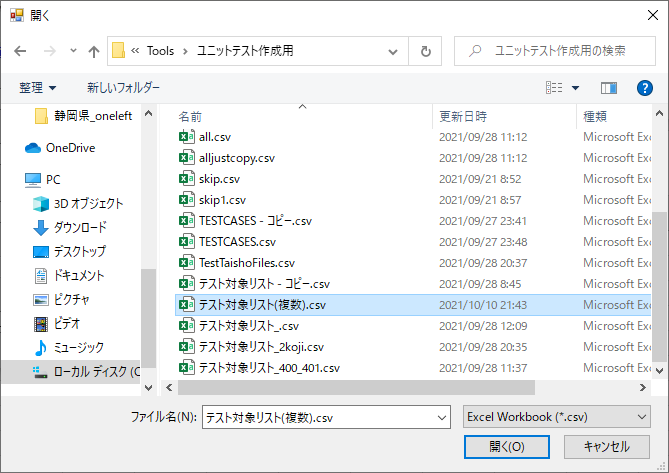 開く
Tools
ユニットテスト作成用
ユニットテスト作成用の検索
整理
新しいフォルダー
静岡県_oneleft
OneDrive
PC
3D オブジェクト
ダウンロード
デスクトップ
ドキュメント
ピクチャ
ビデオ
ミュージック
ローカル ディスク (C
名前 更新日時 種類
all.csv 2021/09/28 11:12 Microsoft Exc
alljustcopy.csv 2021/09/28 11:12 Microsoft Exc
skip.csv 2021/09/21 8:52 Microsoft Exc
skip1.csv 2021/09/21 8:57 Microsoft Exc
TESTCASES - コピー.csv 2021/09/27 23:41 Microsoft Exc
TESTCASES.csv 2021/09/27 23:48 Microsoft Exc
TestTaishoFiles.csv 2021/09/28 20:37 Microsoft Exc
テスト対象リスト - コピー.csv 2021/09/28 8:45 Microsoft Exc
テスト対象リスト(複数).csv 2021/10/10 21:43 Microsoft Exc
テスト対象リスト_.csv 2021/09/28 12:09 Microsoft Exc
テスト対象リスト_2koji.csv 2021/09/28 20:35 Microsoft Exc
テスト対象リスト_400_401.csv 2021/09/28 11:37 Microsoft Exc
ファイル名(N): テスト対象リスト(複数).csv
Excel Workbook (*.csv)
開く(O)
キャンセル